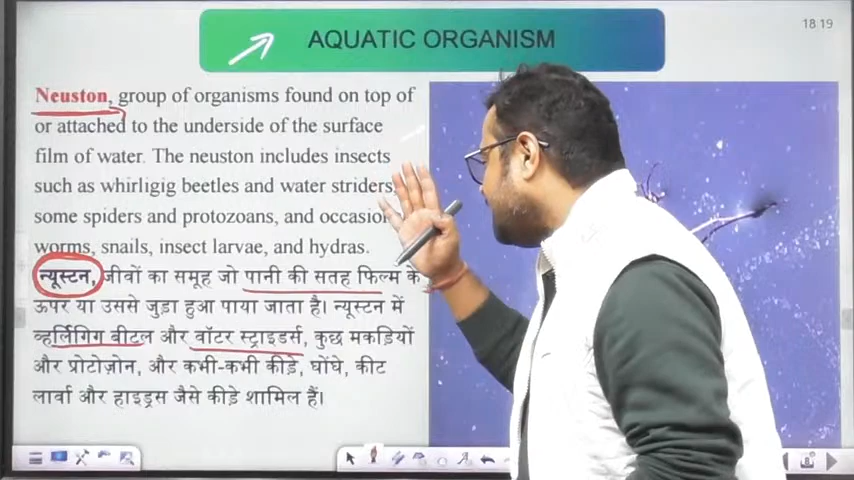 AQUATIC ORGANISM
18:19
Neuston, group of organisms found on top of
or attached to the underside of the surface
film of water. The neuston includes insects
such as whirligig beetles and water striders,
some spiders and protozoans, and occasion
worms, snails, insect larvae, and hydras.
न्यूस्टन, जीवों का समूह जो पानी की सतह फिल्म के
ऊपर या उससे जुड़ा हुआ पाया जाता है। न्यूस्टन में
व्हर्लिगिग बीटल और वॉटर स्ट्राइडर्स, कुछ मकड़ियों
और प्रोटोज़ोन, और कभी-कभी कीड़े, घोंघे, कीट
लार्वा और हाइड्रस जैसे कीड़े शामिल हैं।